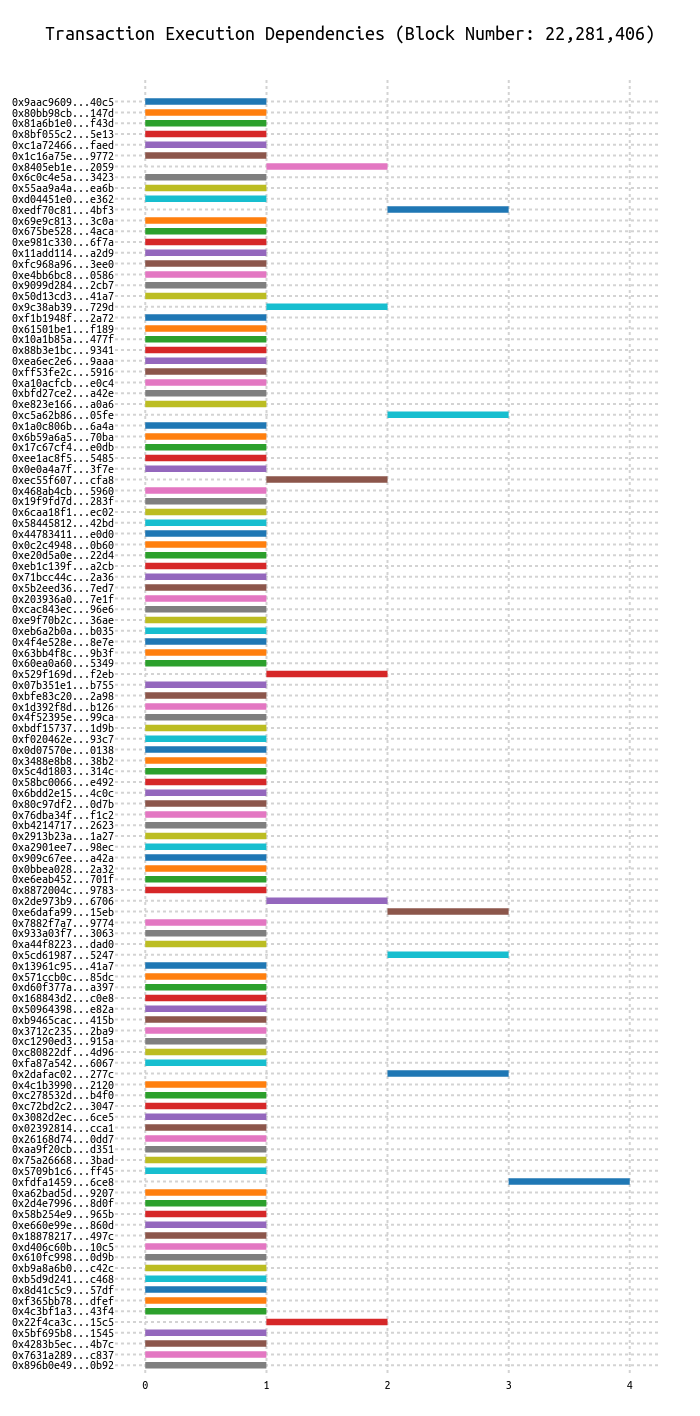 Transaction Execution Dependencies (Block Number: 22,281,406)
0x9aac9609...40c5
0x80bb98cb...147d
0x81a6b1e0...f43d
0x8bf055c2...5e13
0xc1a72466...faed
0x1c16a75e...9772
0x8405eb1e...2059
0x6c0c4e5a...3423
0x55aa9a4a...ea6b
0xd04451e0...e362
0xedf70c81...4bf3
0x69e9c813...3c0a
0x675be528...4aca
0xe981c330...6f7a
0x11add114...a2d9
0xfc968a96...3ee0
0xe4bb6bc8...0586
0x9099d284...2cb7
0x50d13cd3...41a7
0x9c38ab39...729d
0xf1b1948f...2a72
0x61501be1...f189
0x10a1b85a...477f
0x88b3e1bc...9341
0xea6ec2e6...9aaa
0xff53fe2c...5916
0xa10acfcb...e0c4
0xbfd27ce2...a42e
0xe823e166...a0a6
0xc5a62b86...05fe
0x1a0c806b...6a4a
0x6b59a6a5...70ba
0x17c67cf4...e0db
0xee1ac8f5...5485
0x0e0a4a7f...3f7e
0xec55f607...cfa8
0x468ab4cb...5960
0x19f9fd7d...283f
0x6caa18f1...ec02
0x58445812...42bd
0x44783411...e0d0
0x0c2c4948...0b60
0xe20d5a0e...22d4
0xeb1c139f...a2cb
0x71bcc44c...2a36
0x5b2eed36...7ed7
0x203936a0...7e1f
0xcac843ec...96e6
0xe9f70b2c...36ae
0xeb6a2b0a...b035
0x4f4e528e...8e7e
0x63bb4f8c...9b3f
0x60ea0a60...5349
0x529f169d...f2eb
0x07b351e1...b755
0xbfe83c20...2a98
0x1d392f8d...b126
0x4f52395e...99ca
0xbdf15737...1d9b
0xf020462e...93c7
0x0d07570e...0138
0x3488e8b8...38b2
0x5c4d1803...314c
0x58bc0066...e492
0x6bdd2e15...4c0c
0x80c97df2...0d7b
0x76dba34f...f1c2
0xb4214717...2623
0x2913b23a...1a27
0xa2901ee7...98ec
0x909c67ee...a42a
0x0bbea028...2a32
0xe6eab452...701f
0x8872004c...9783
0x2de973b9...6706
0xe6dafa99...15eb
0x7882f7a7...9774
0x933a03f7...3063
0xa44f8223...dad0
0x5cd61987...5247
0x13961c95...41a7
0x571ccb0c...85dc
0xd60f377a...a397
0x168843d2...c0e8
0x50964398...e82a
0xb9465cac...415b
0x3712c235...2ba9
0xc1290ed3...915a
0xc80822df...4d96
0xfa87a542...6067
0x2dafac02...277c
0x4c1b3990...2120
0xc278532d...b4f0
0xc72bd2c2...3047
0x3082d2ec...6ce5
0x02392814...cca1
0x26168d74...0dd7
0xaa9f20cb...d351
0x75a26668...3bad
0x5709b1c6...ff45
0xfdfa1459...6ce8
0xa62bad5d...9207
0x2d4e7996...8d0f
0x58b254e9...965b
0xe660e99e...860d
0x18878217...497c
0xd406c60b...10c5
0x610fc998...0d9b
0xb9a8a6b0...c42c
0xb5d9d241...c468
0x8d41c5c9...57df
0xf365bb78...dfef
0x4c3bf1a3...43f4
0x22f4ca3c...15c5
0x5bf695b8...1545
0x4283b5ec...4b7c
0x7631a289...c837
0x896b0e49...0b92
0 1 2 3 4